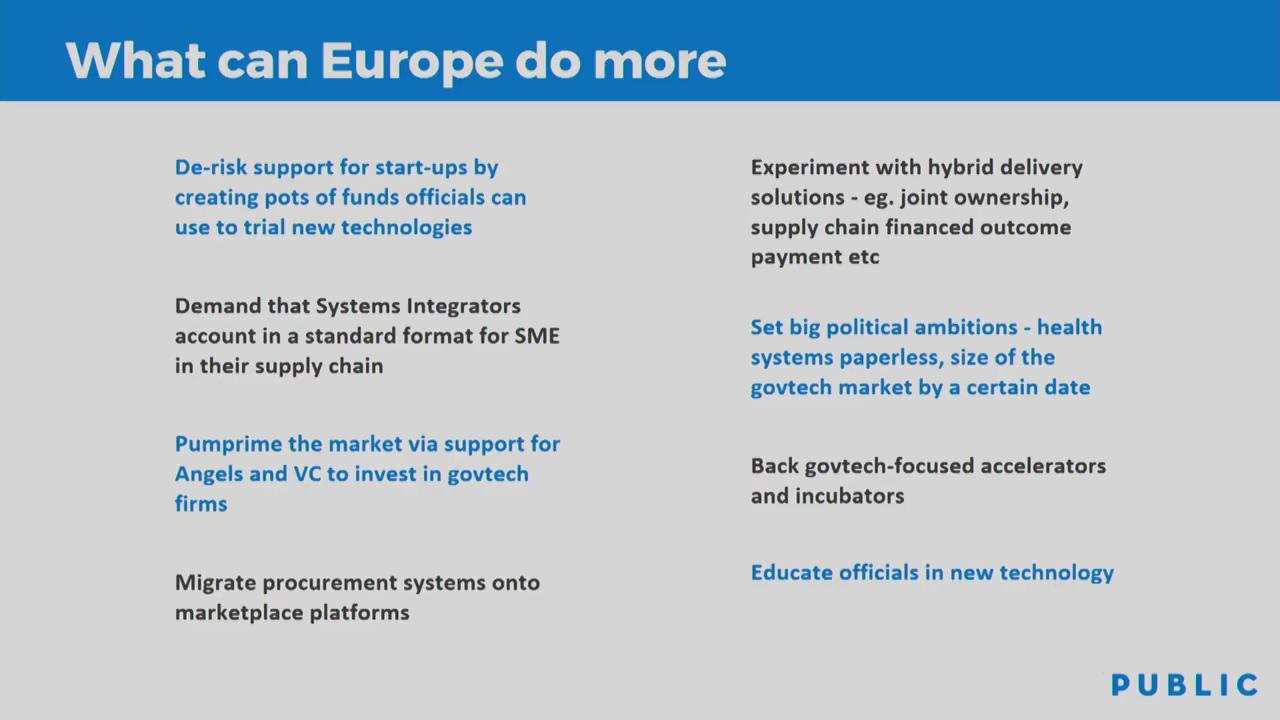 What can Europe do more
De-risk support for start-ups by
creating pots of funds officials can
use to trial new technologies
Demand that Systems Integrators
account in a standard format for SME
in their supply chain
Pumprime the market via support for
Angels and VC to invest in govtech
firms
Migrate procurement systems onto
marketplace platforms
Experiment with hybrid delivery
solutions - eg. joint ownership,
supply chain financed outcome
payment etc
Set big political ambitions - health
systems paperless, size of the
govtech market by a certain date
Back govtech-focused accelerators
and incubators
Educate officials in new technology
PUBLIC